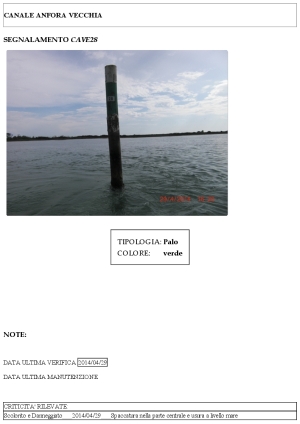 CANALE ANFORA VECCHIA
SEGNALAMENTO CAVE28
TIPOLOGIA: Palo
COLORE: verde
NOTE:
DATA ULTIMA VERIFICA 2014/04/29
DATA ULTIMA MANUTENZIONE
CRITICITA' RILEVATE
Scolorito e Danneggiato 2014/04/29 Spaccatura nella parte centrale e usura a livello mare